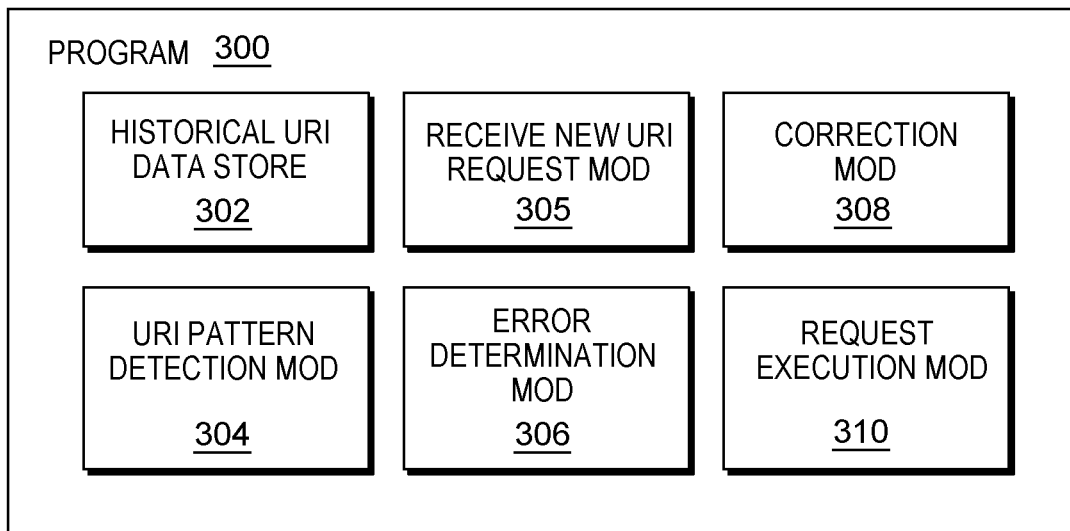 PROGRAM 300
HISTORICAL URI
DATA STORE
302
RECEIVE NEW URI
REQUEST MOD
305
CORRECTION
MOD
308
URI PATTERN
DETECTION MOD
304
ERROR
DETERMINATION
MOD
306
REQUEST
EXECUTION MOD
310